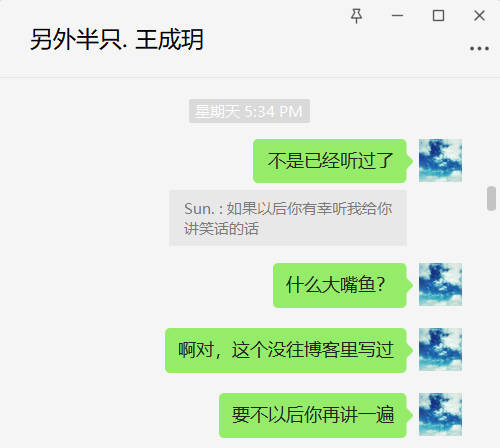 另外半只. 王成玥
星期天 5:34 PM
不是已经听过了
Sun. : 如果以后你有幸听我给你
讲笑话的话
什么大嘴鱼？
啊对，这个没往博客里写过
要不以后你再讲一遍